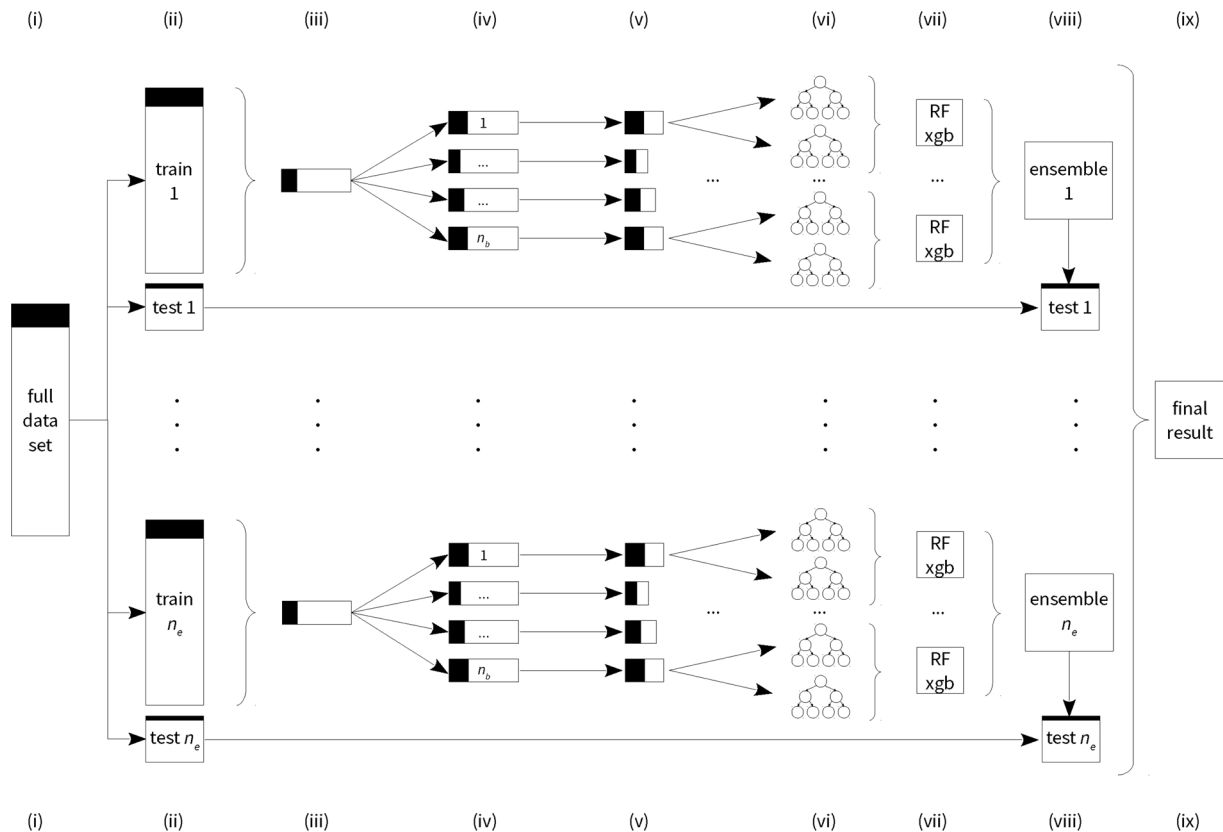 (i) (ii) (iii) (iv) (v) (vi) (vii) (viii) (ix)
train
1
1
...
...
n_b
...
...
RF
xgb
...
RF
xgb
ensemble
1
test 1
test 1
full
data
set
final
result
train
n_e
1
...
...
n_b
...
...
RF
xgb
...
RF
xgb
ensemble
n_e
test n_e
test n_e
(i) (ii) (iii) (iv) (v) (vi) (vii) (viii) (ix)